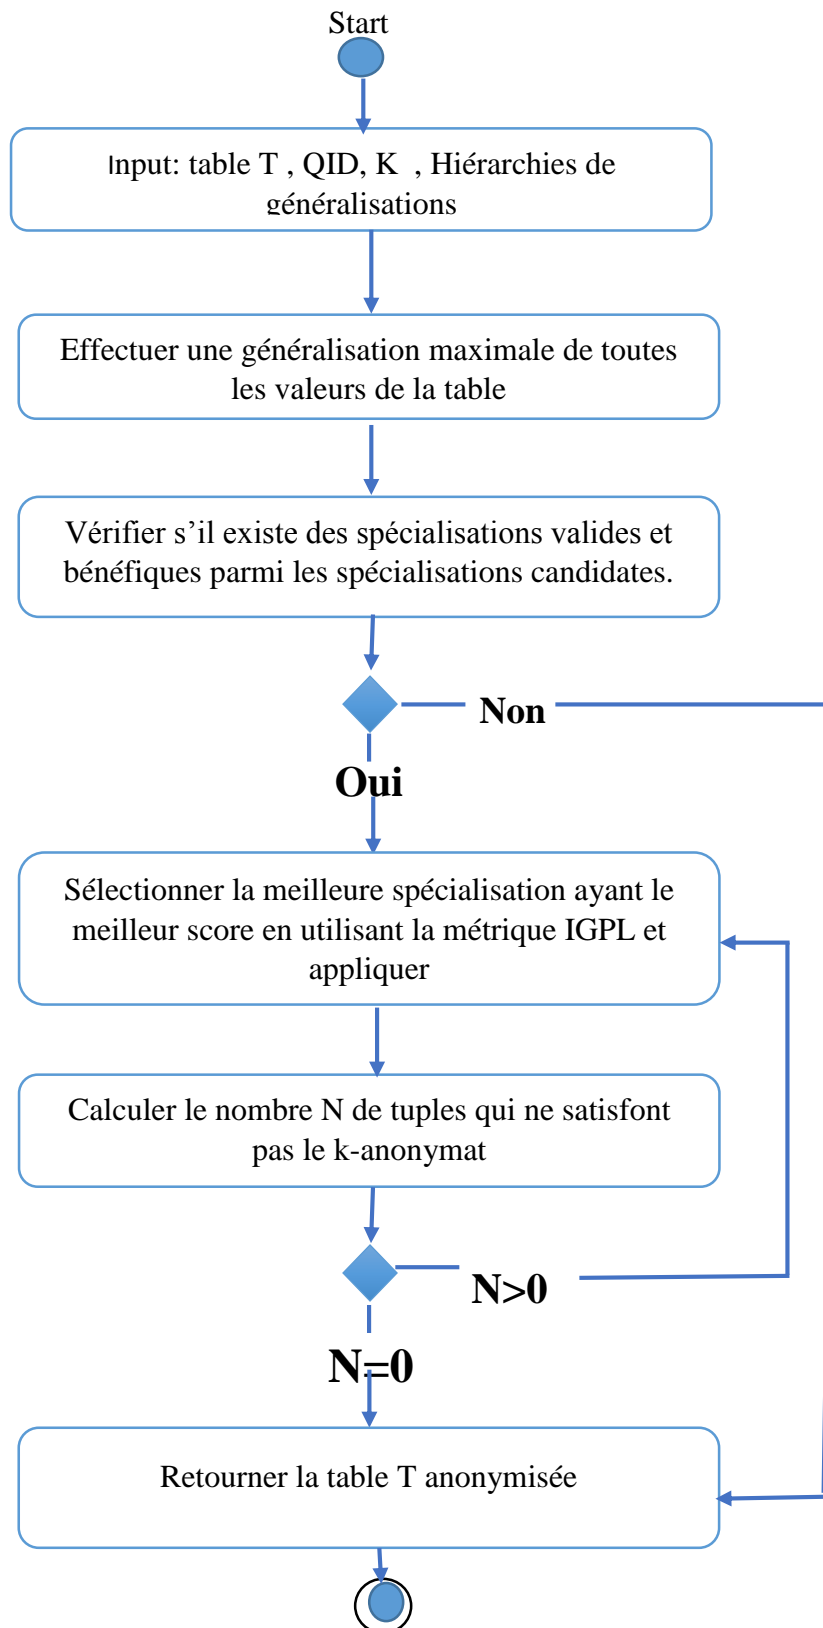 Start
Input: table T , QID, K , Hiérarchies de
généralisations
Effectuer une généralisation maximale de toutes
les valeurs de la table
Vérifier s’il existe des spécialisations valides et
bénéfiques parmi les spécialisations candidates.
Non
Oui
Sélectionner la meilleure spécialisation ayant le
meilleur score en utilisant la métrique IGPL et
appliquer
Calculer le nombre N de tuples qui ne satisfont
pas le k-anonymat
N>0
N=0
Retourner la table T anonymisée